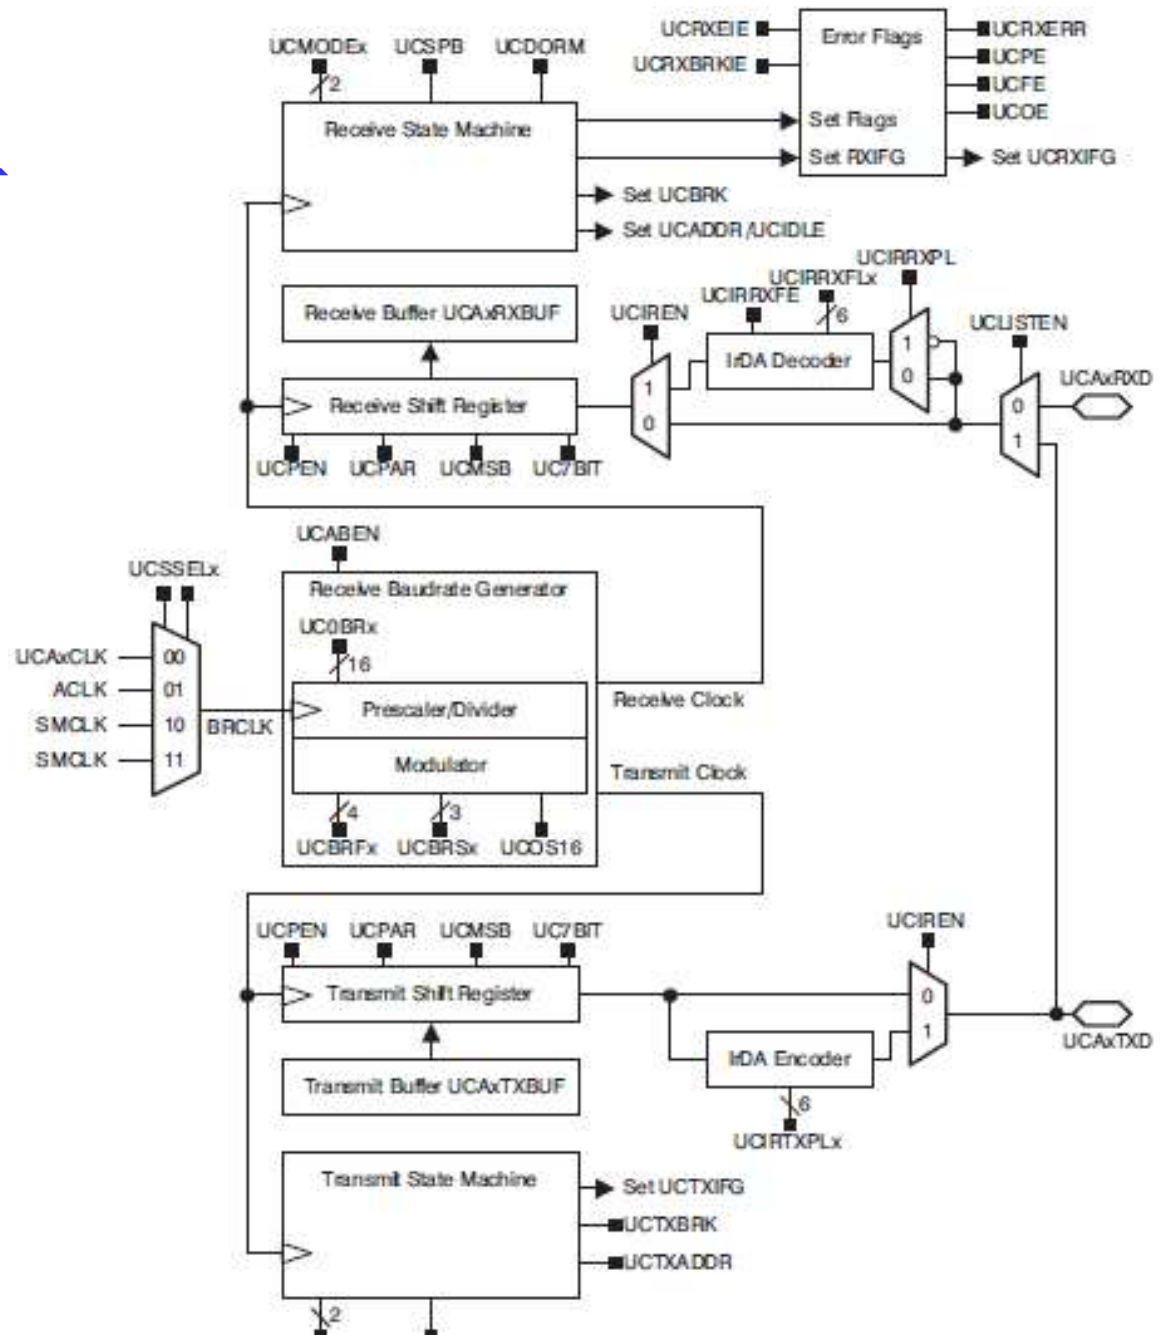 UCMODEx UCSPB UCDORM
2
Receive State Machine
UCRXEIE
UCRXBRKIE
Error Flags
UCRXERR
UCPE
UCFE
UCOE
Set Flags
Set RXIFG
Set UCRXIFG
Set UCBRK
Set UCADDR /UCIDLE
Receive Buffer UCAxRXBUF
Receive Shift Register
UCPEN UCPAR UCMSB UC7BIT
UCIREN
1
0
UCIRRXFE
UCIRRXFLx
6
IrDA Decoder
UCIRRXPL
1
0
UCLISTEN
0
1
UCAxRXD
UCABEN
Receive Baudrate Generator
UC0BRx
16
UCSSELx
UCAxCLK 00
ACLK 01
SMCLK 10
SMCLK 11
BRCLK
Prescaler/Divider
Modulator
Receive Clock
Transmit Clock
4 3
UCBRFx UCBRSx UCOS16
UCPEN UCPAR UCMSB UC7BIT
Transmit Shift Register
UCIREN
0
1
IrDA Encoder
6
UCIRTXPLx
UCAxTXD
Transmit Buffer UCAxTXBUF
Transmit State Machine
Set UCTXIFG
UCTXBRK
UCTXADDR
2